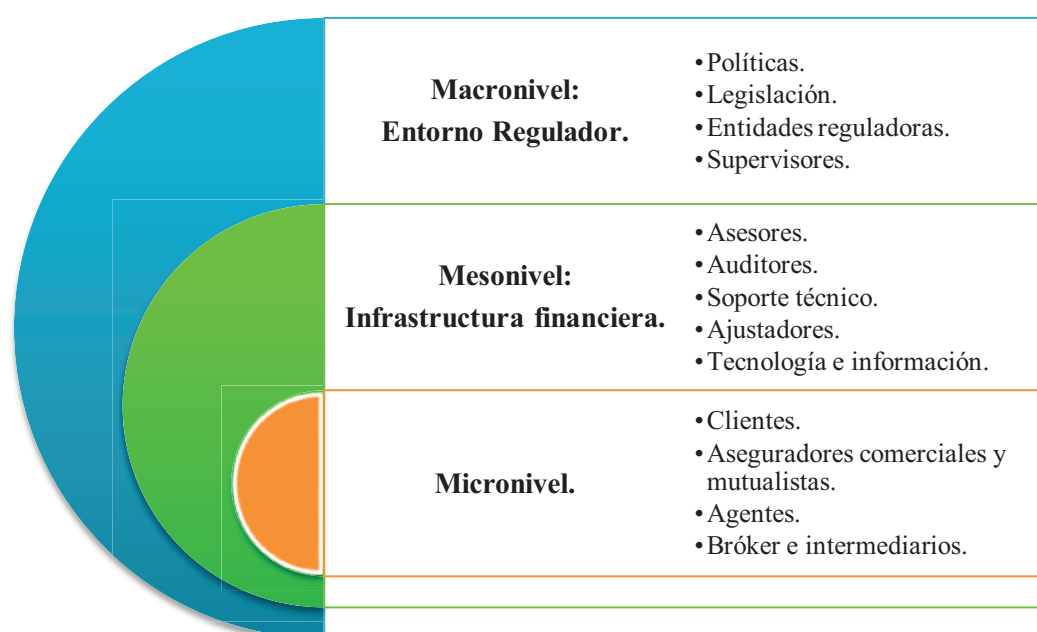 Macronivel:
Entorno Regulador.
•Políticas.
•Legislación.
•Entidades reguladoras.
•Supervisores.
Mesonivel:
Infrastructura financiera.
•Asesores.
•Auditores.
•Soporte técnico.
•Ajustadores.
•Tecnología e información.
Micronivel.
•Clientes.
•Aseguradores comerciales y
mutualistas.
•Agentes.
•Bróker e intermediarios.